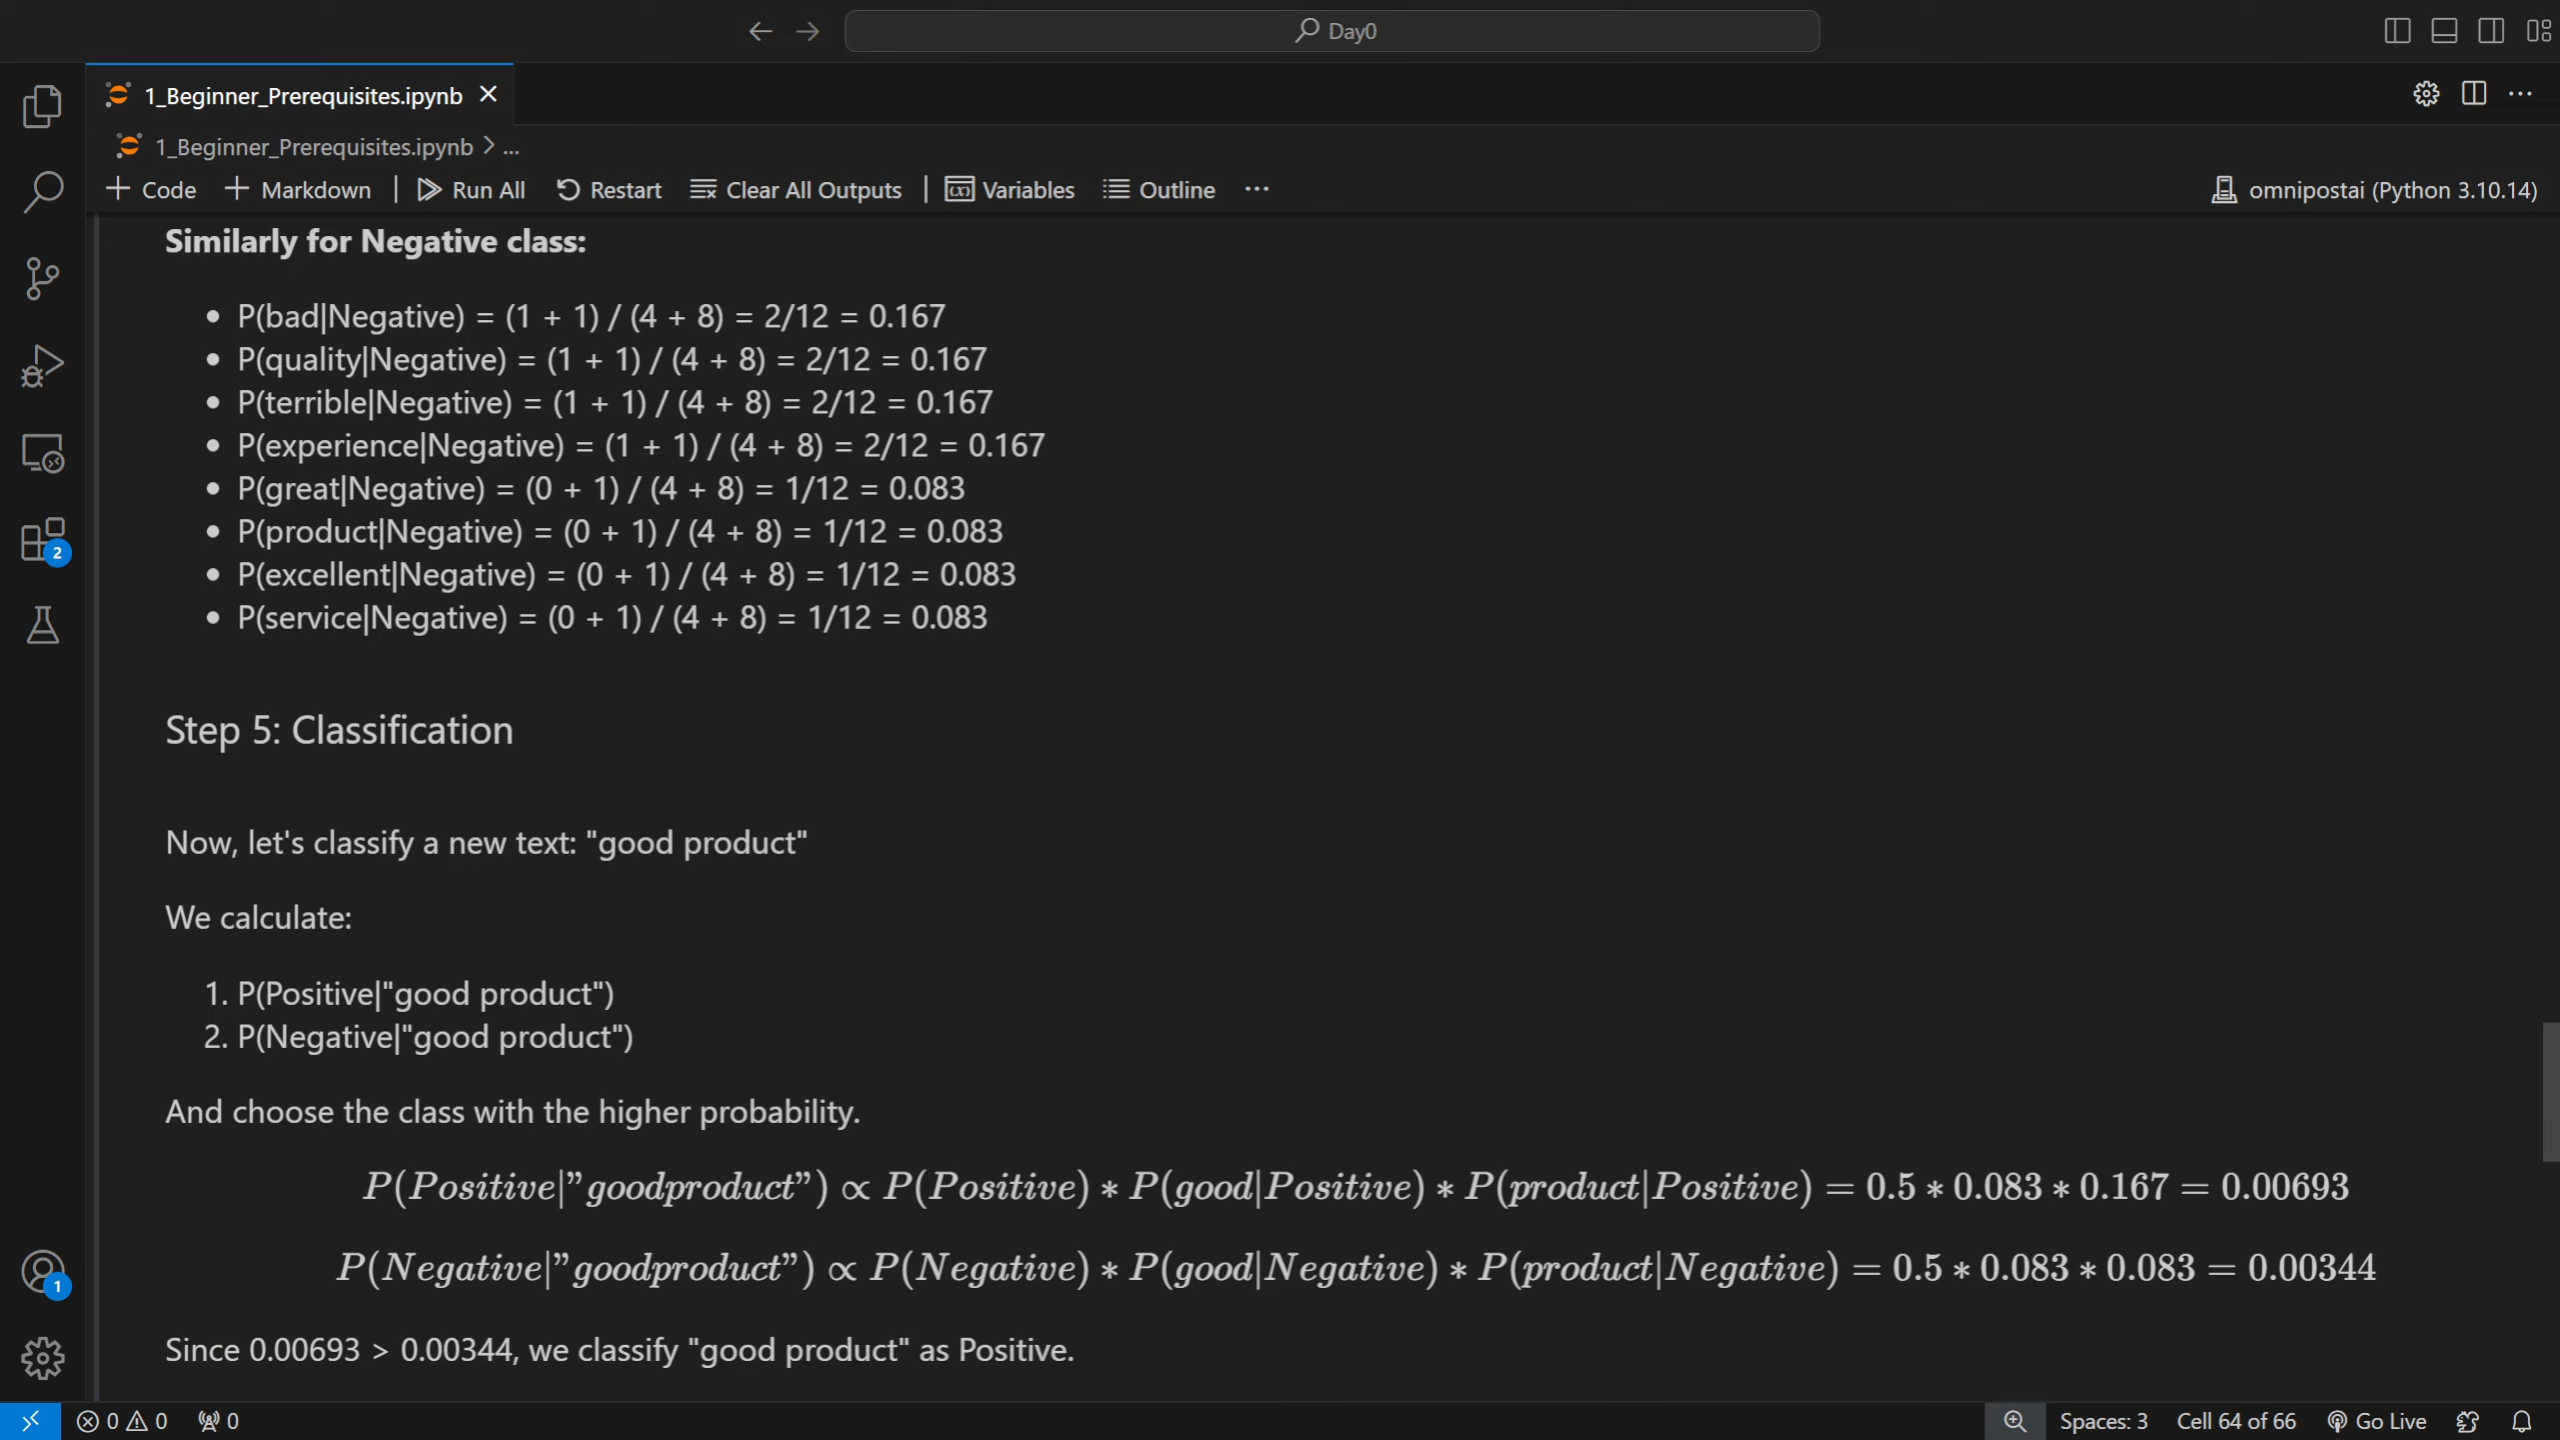 Day0
1_Beginner_Prerequisites.ipynb
1_Beginner_Prerequisites.ipynb > ...
+ Code + Markdown | Run All Restart Clear All Outputs | Variables Outline ... omnipostai (Python 3.10.14)
Similarly for Negative class:
• P(bad|Negative) = (1 + 1) / (4 + 8) = 2/12 = 0.167
• P(quality|Negative) = (1 + 1) / (4 + 8) = 2/12 = 0.167
• P(terrible|Negative) = (1 + 1) / (4 + 8) = 2/12 = 0.167
• P(experience|Negative) = (1 + 1) / (4 + 8) = 2/12 = 0.167
• P(great|Negative) = (0 + 1) / (4 + 8) = 1/12 = 0.083
• P(product|Negative) = (0 + 1) / (4 + 8) = 1/12 = 0.083
• P(excellent|Negative) = (0 + 1) / (4 + 8) = 1/12 = 0.083
• P(service|Negative) = (0 + 1) / (4 + 8) = 1/12 = 0.083
2
Step 5: Classification
Now, let's classify a new text: "good product"
We calculate:
1. P(Positive|"good product")
2. P(Negative|"good product")
And choose the class with the higher probability.
P(Positive|"goodproduct") ∝ P(Positive) * P(good|Positive) * P(product|Positive) = 0.5 * 0.083 * 0.167 = 0.00693
P(Negative|"goodproduct") ∝ P(Negative) * P(good|Negative) * P(product|Negative) = 0.5 * 0.083 * 0.083 = 0.00344
1
Since 0.00693 > 0.00344, we classify "good product" as Positive.
0 0 0 Spaces: 3 Cell 64 of 66 Go Live